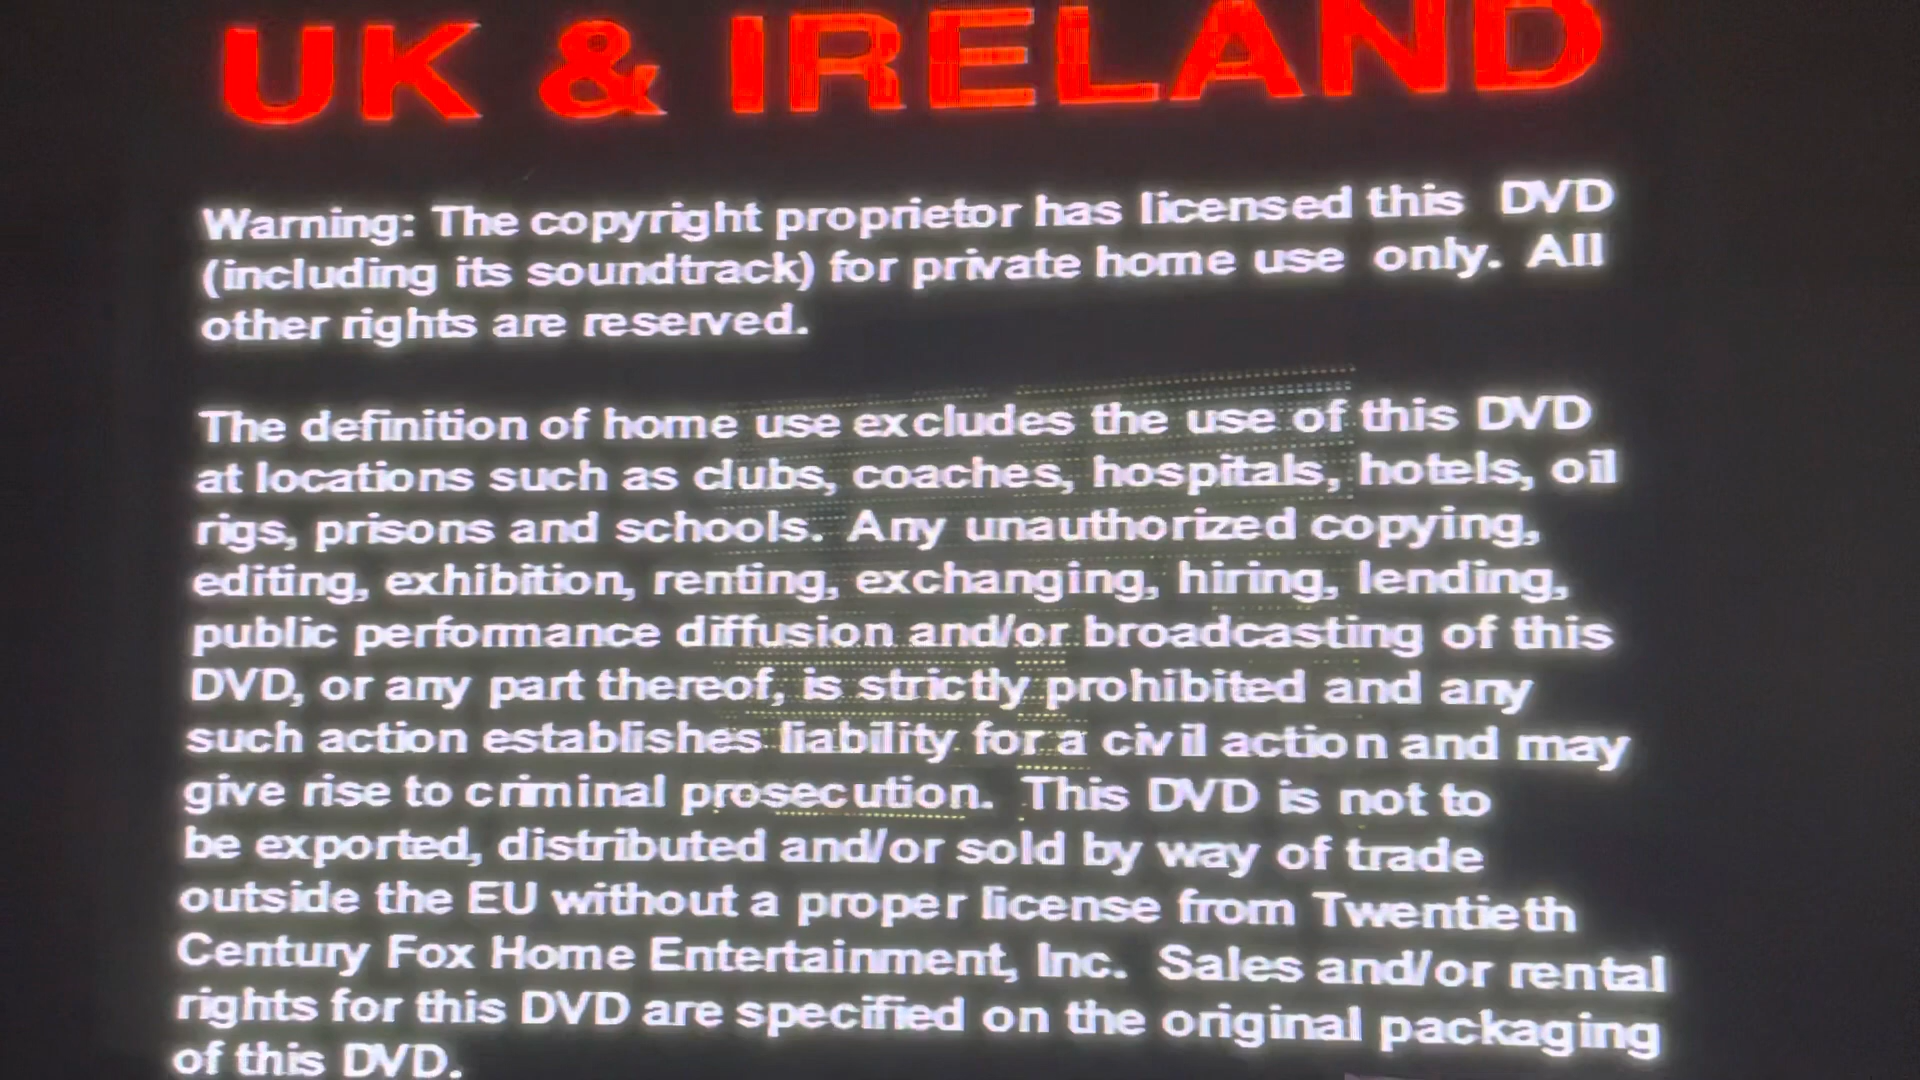 UK & IRELAND
Warning: The copyright proprietor has licensed this DVD
(including its soundtrack) for private home use only. All
other rights are reserved.
The definition of home use excludes the use of this DVD
at locations such as clubs, coaches, hospitals, hotels, oil
rigs, prisons and schools. Any unauthorized copying,
editing, exhibition, renting, exchanging, hiring, lending,
public performance diffusion and/or broadcasting of this
DVD, or any part thereof, is strictly prohibited and any
such action establishes liability for a civil action and may
give rise to criminal prosecution. This DVD is not to
be exported, distributed and/or sold by way of trade
outside the EU without a proper license from Twentieth
Century Fox Home Entertainment, Inc. Sales and/or rental
rights for this DVD are specified on the original packaging
of this DVD.